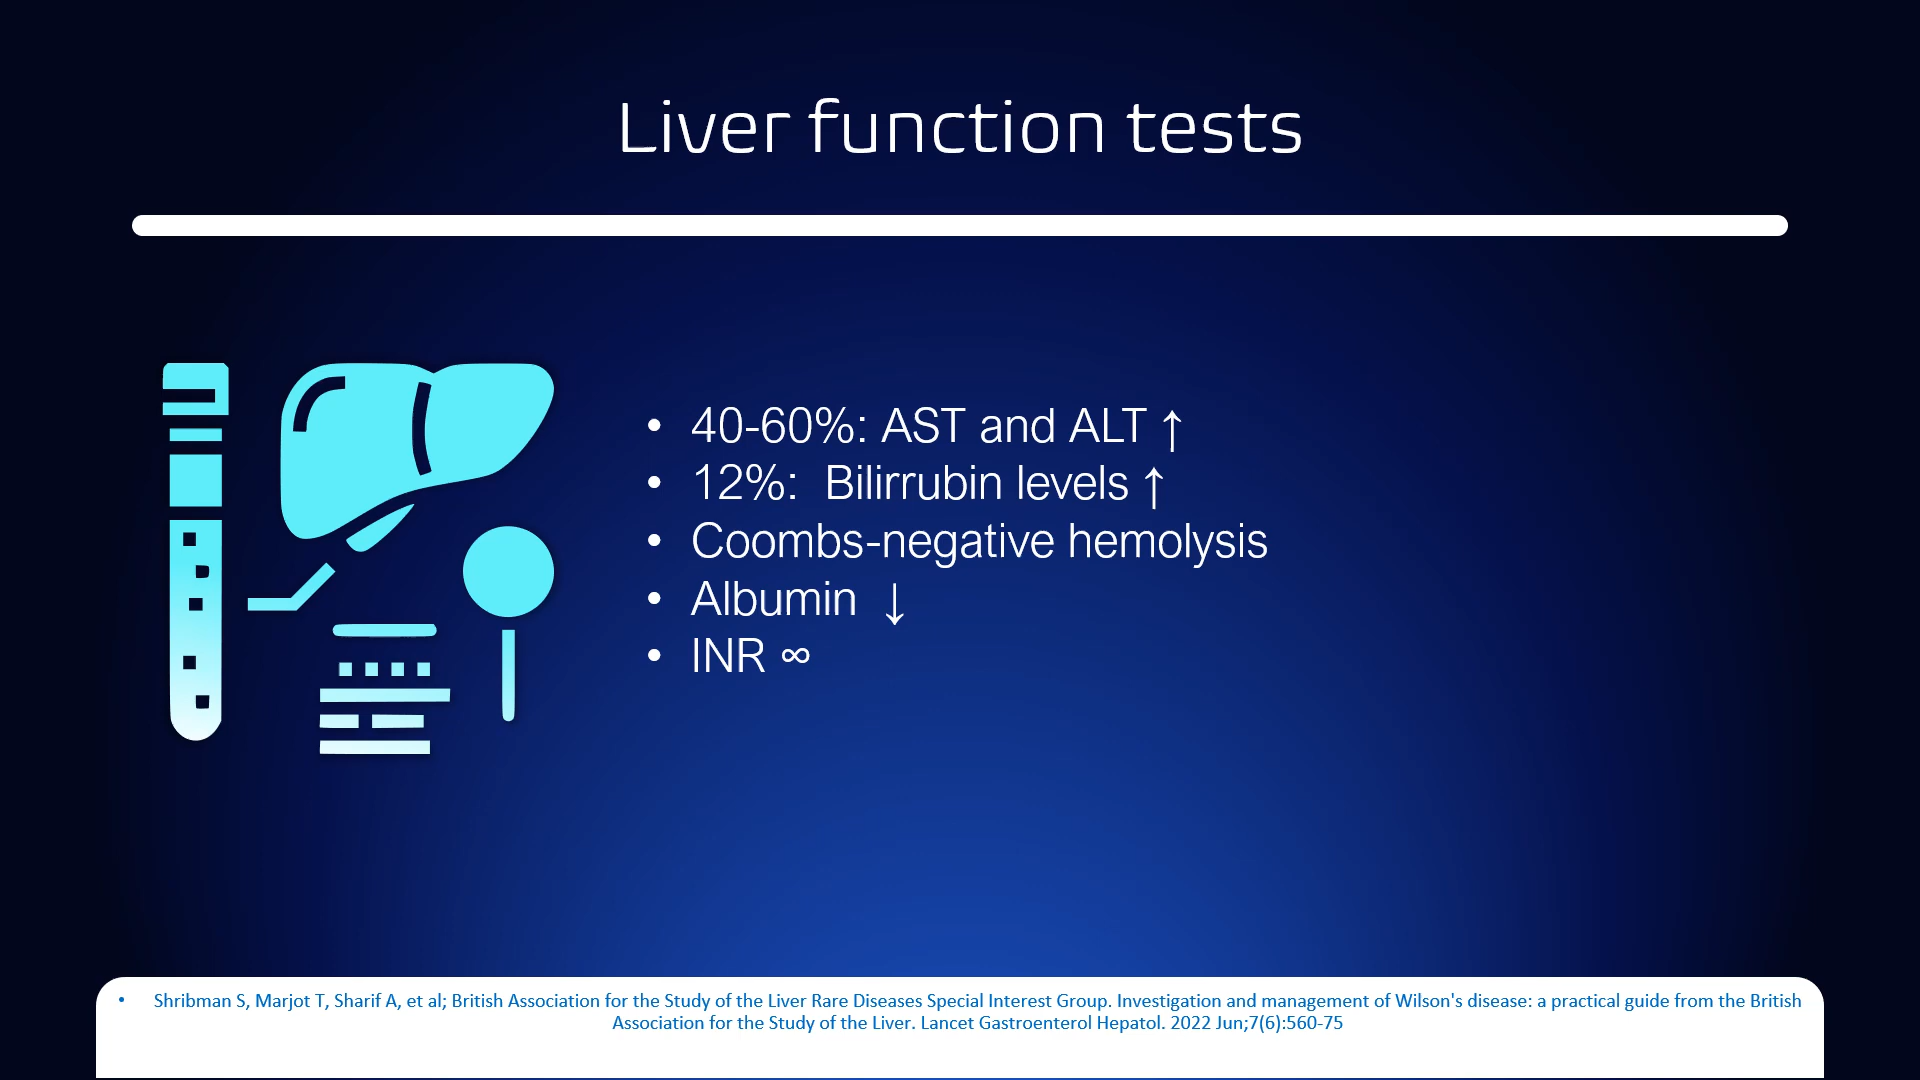 Liver function tests
• 40-60%: AST and ALT ↑
• 12%:  Bilirrubin levels ↑
• Coombs-negative hemolysis
• Albumin  ↓
• INR ∞
• Shribman S, Marjot T, Sharif A, et al; British Association for the Study of the Liver Rare Diseases Special Interest Group. Investigation and management of Wilson's disease: a practical guide from the British
Association for the Study of the Liver. Lancet Gastroenterol Hepatol. 2022 Jun;7(6):560-75